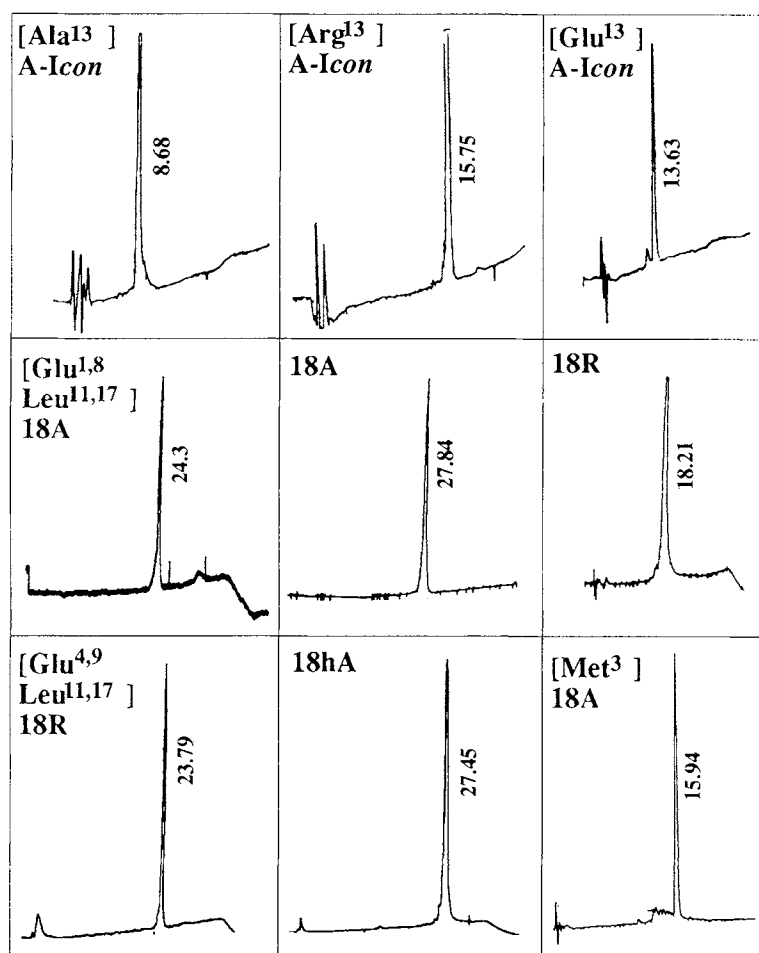 [Ala13]
A-Icon
8.68
[Arg13]
A-Icon
15.75
[Glu13]
A-Icon
13.63
[Glu1,8
Leu11,17]
18A
24.3
18A
27.84
18R
18.21
[Glu4,9
Leu11,17]
18R
23.79
18hA
27.45
[Met3]
18A
15.94